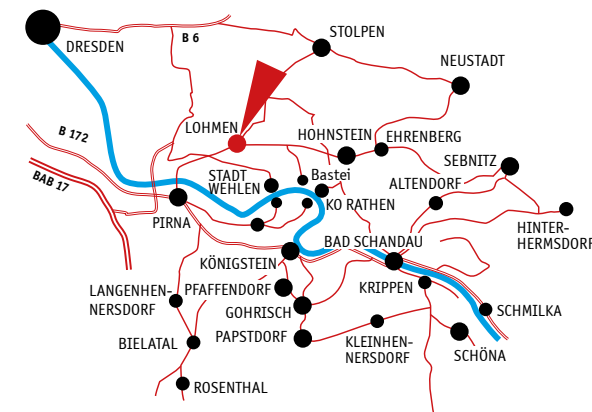 DRESDEN
B 6
STOLPEN
NEUSTADT
B 172
BAB 17
LOHMEN
HOHNSTEIN
EHRENBERG
SEBNITZ
STADT
WEHLEN
Bastei
ALTENDORF
KO RATHEN
PIRNA
HINTER-
HERMSDORF
BAD SCHANDAU
KÖNIGSTEIN
PFAFFENDORF
KRIPPEN
LANGENHEN-
NERSDORF
GOHRISCH
SCHMILKA
BIELATAL
PAPSTDORF
KLEINHEN-
NERSDORF
SCHÖNA
ROSENTHAL